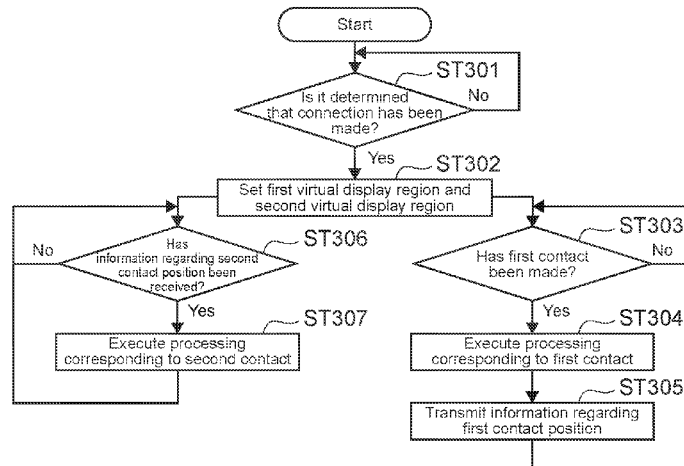 Start
ST301
Is it determined
that connection has been
made?
No
Yes
ST302
Set first virtual display region and
second virtual display region
ST306
Has
information regarding second
contact position been
received?
No
Yes
ST307
Execute processing
corresponding to second contact
ST303
Has first contact
been made?
No
Yes
ST304
Execute processing
corresponding to first contact
ST305
Transmit information regarding
first contact position